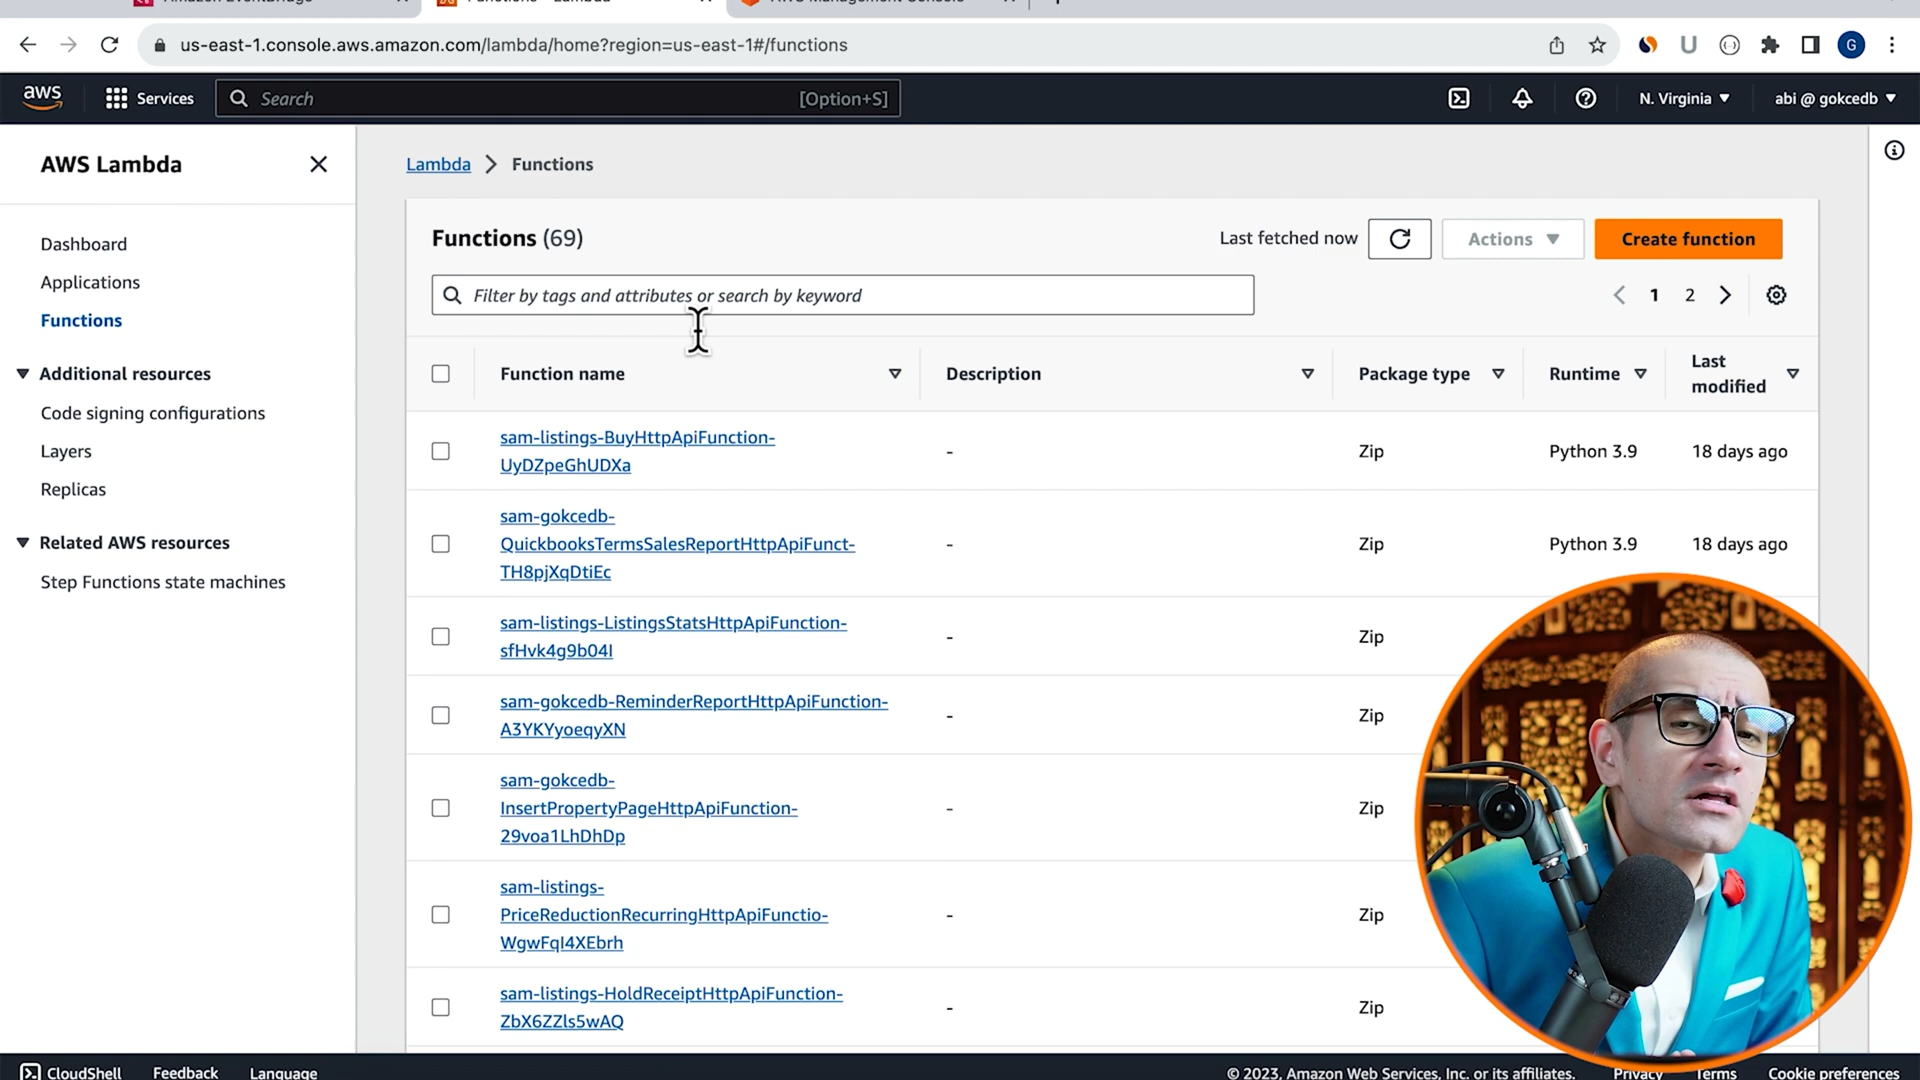 us-east-1.console.aws.amazon.com/lambda/home?region=us-east-1#/functions
G
aws
Services
Search
[Option+S]
N. Virginia
abi @ gokcedb
AWS Lambda
Dashboard
Applications
Functions
Additional resources
Code signing configurations
Layers
Replicas
Related AWS resources
Step Functions state machines
Lambda
Functions
Functions (69)
Last fetched now
Actions
Create function
Filter by tags and attributes or search by keyword
1
2
Function name
Description
Package type
Runtime
Last
modified
sam-listings-BuyHttpApiFunction-
UyDZpeGhUDXa
-
Zip
Python 3.9
18 days ago
sam-gokcedb-
QuickbooksTermsSalesReportHttpApiFunct-
TH8pjXqDtiEc
-
Zip
Python 3.9
18 days ago
sam-listings-ListingsStatsHttpApiFunction-
sfHvk4g9b04I
-
Zip
sam-gokcedb-ReminderReportHttpApiFunction-
A3YKYyoeqyXN
-
Zip
sam-gokcedb-
InsertPropertyPageHttpApiFunction-
29voa1LhDhDp
-
Zip
sam-listings-
PriceReductionRecurringHttpApiFunctio-
WgwFqI4XEbrh
-
Zip
sam-listings-HoldReceiptHttpApiFunction-
ZbX6ZZls5wAQ
-
Zip
CloudShell
Feedback
Language
© 2023, Amazon Web Services, Inc. or its affiliates.
Privacy
Terms
Cookie preferences